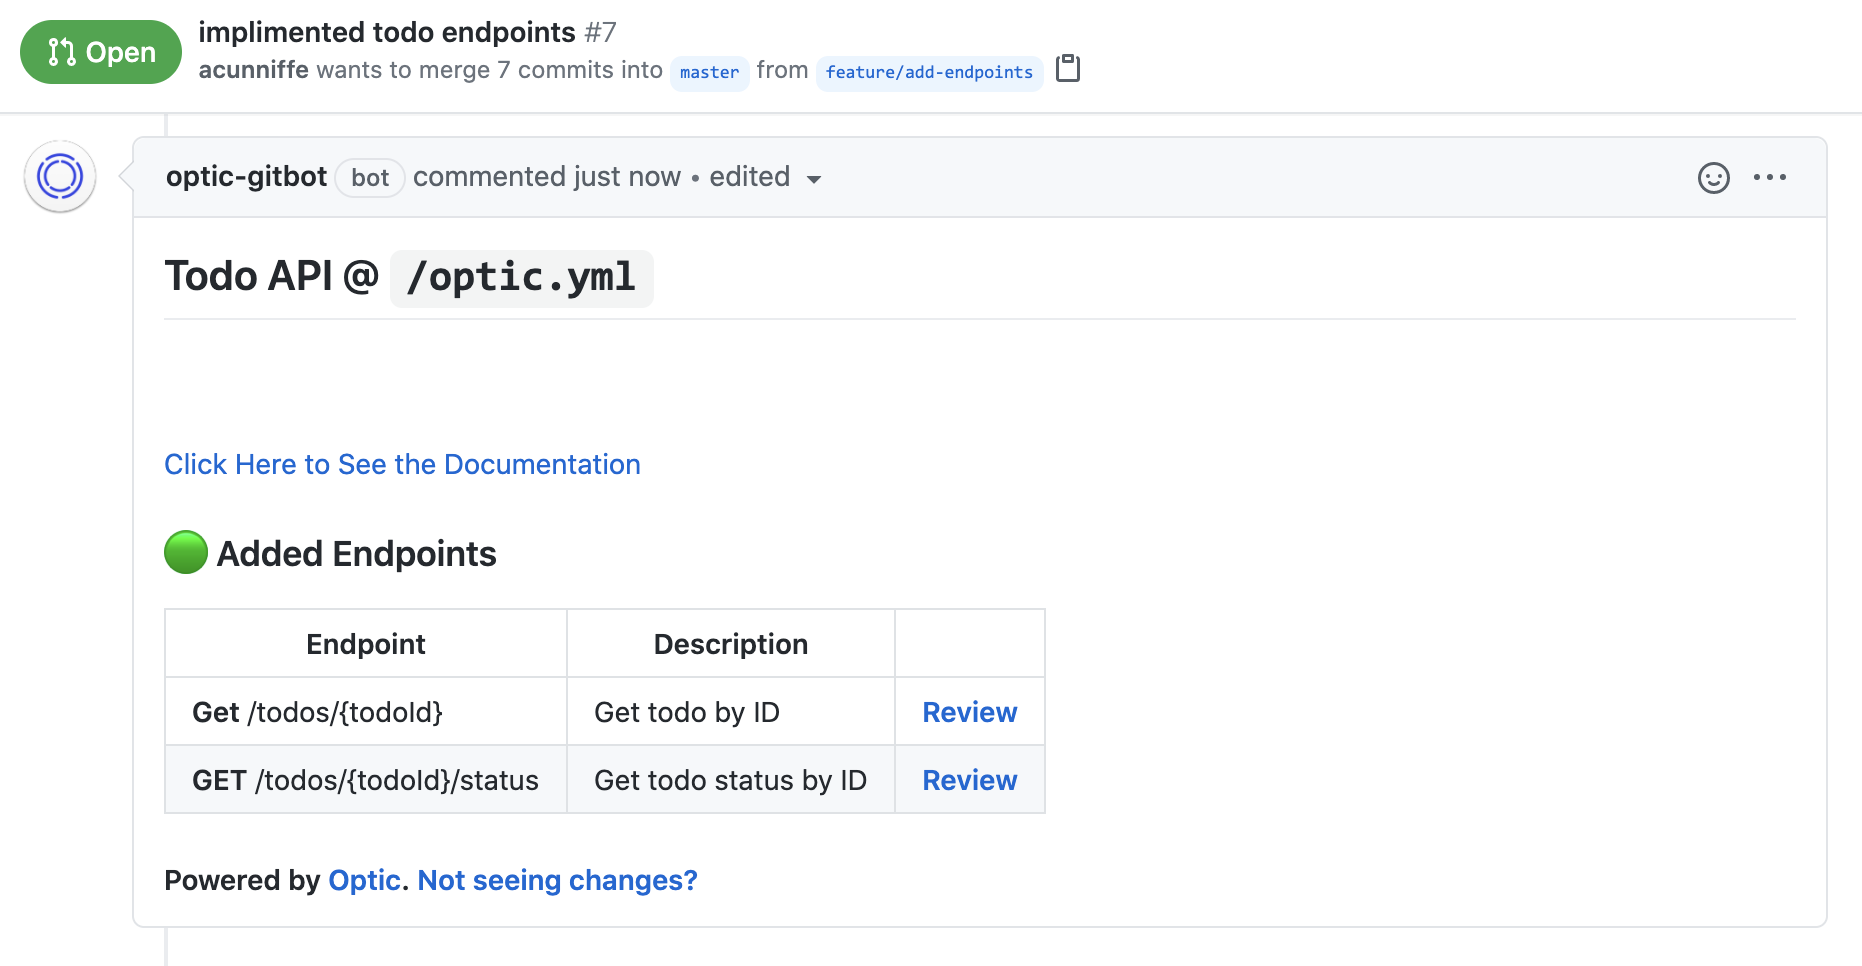 Open
implimented todo endpoints #7
acunniffe wants to merge 7 commits into master from feature/add-endpoints
optic-gitbot bot commented just now • edited
Todo API @ /optic.yml
Click Here to See the Documentation
Added Endpoints
Endpoint Description
Get /todos/{todoId} Get todo by ID Review
GET /todos/{todoId}/status Get todo status by ID Review
Powered by Optic. Not seeing changes?